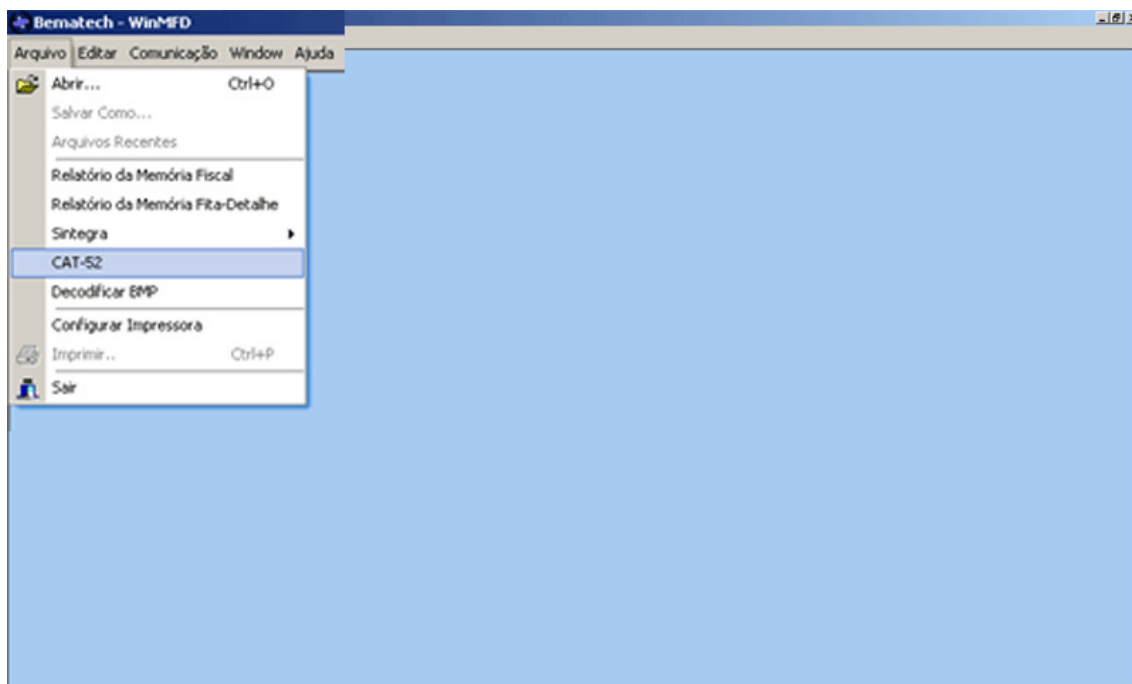 Bematech - WinMFD
Arquivo Editar Comunicação Window Ajuda
Abrir... Ctrl+O
Salvar Como...
Arquivos Recentes
Relatório da Memória Fiscal
Relatório da Memória Fita-Detalhe
Sintegra
CAT-52
Decodificar BMP
Configurar Impressora
Imprimir.. Ctrl+P
Sair